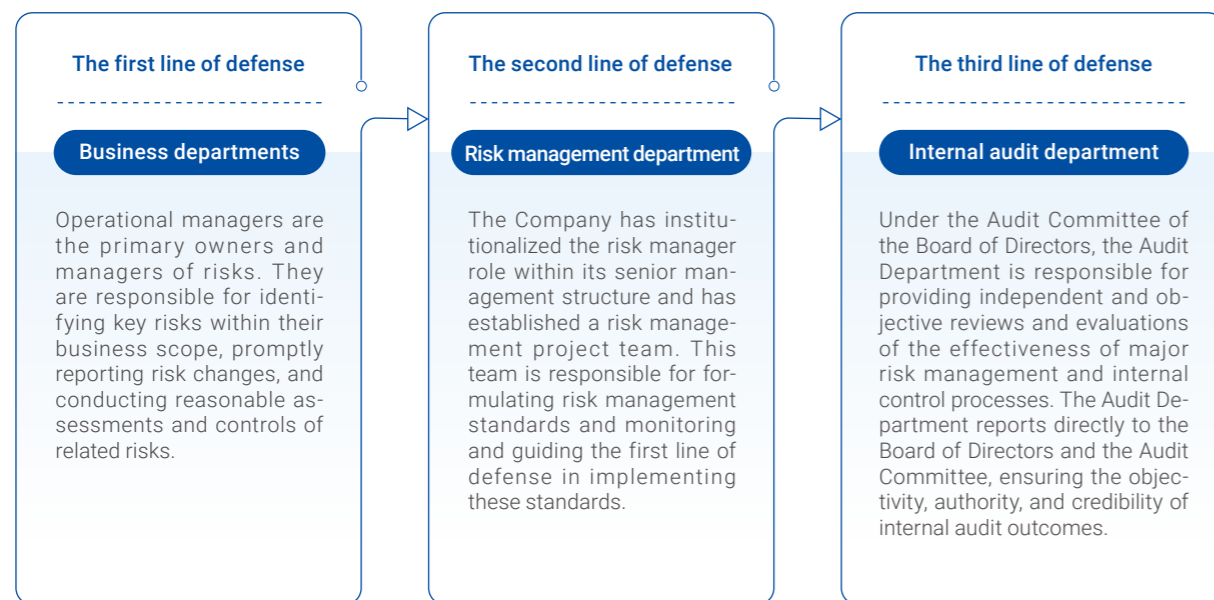 The first line of defense
Business departments
Operational managers are
the primary owners and
managers of risks. They
are responsible for identi-
fying key risks within their
business scope, promptly
reporting risk changes, and
conducting reasonable as-
sessments and controls of
related risks.
The second line of defense
Risk management department
The Company has institu-
tionalized the risk manager
role within its senior man-
agement structure and has
established a risk manage-
ment project team. This
team is responsible for for-
mulating risk management
standards and monitoring
and guiding the first line of
defense in implementing
these standards.
The third line of defense
Internal audit department
Under the Audit Committee of
the Board of Directors, the Audit
Department is responsible for
providing independent and ob-
jective reviews and evaluations
of the effectiveness of major
risk management and internal
control processes. The Audit De-
partment reports directly to the
Board of Directors and the Audit
Committee, ensuring the objec-
tivity, authority, and credibility of
internal audit outcomes.